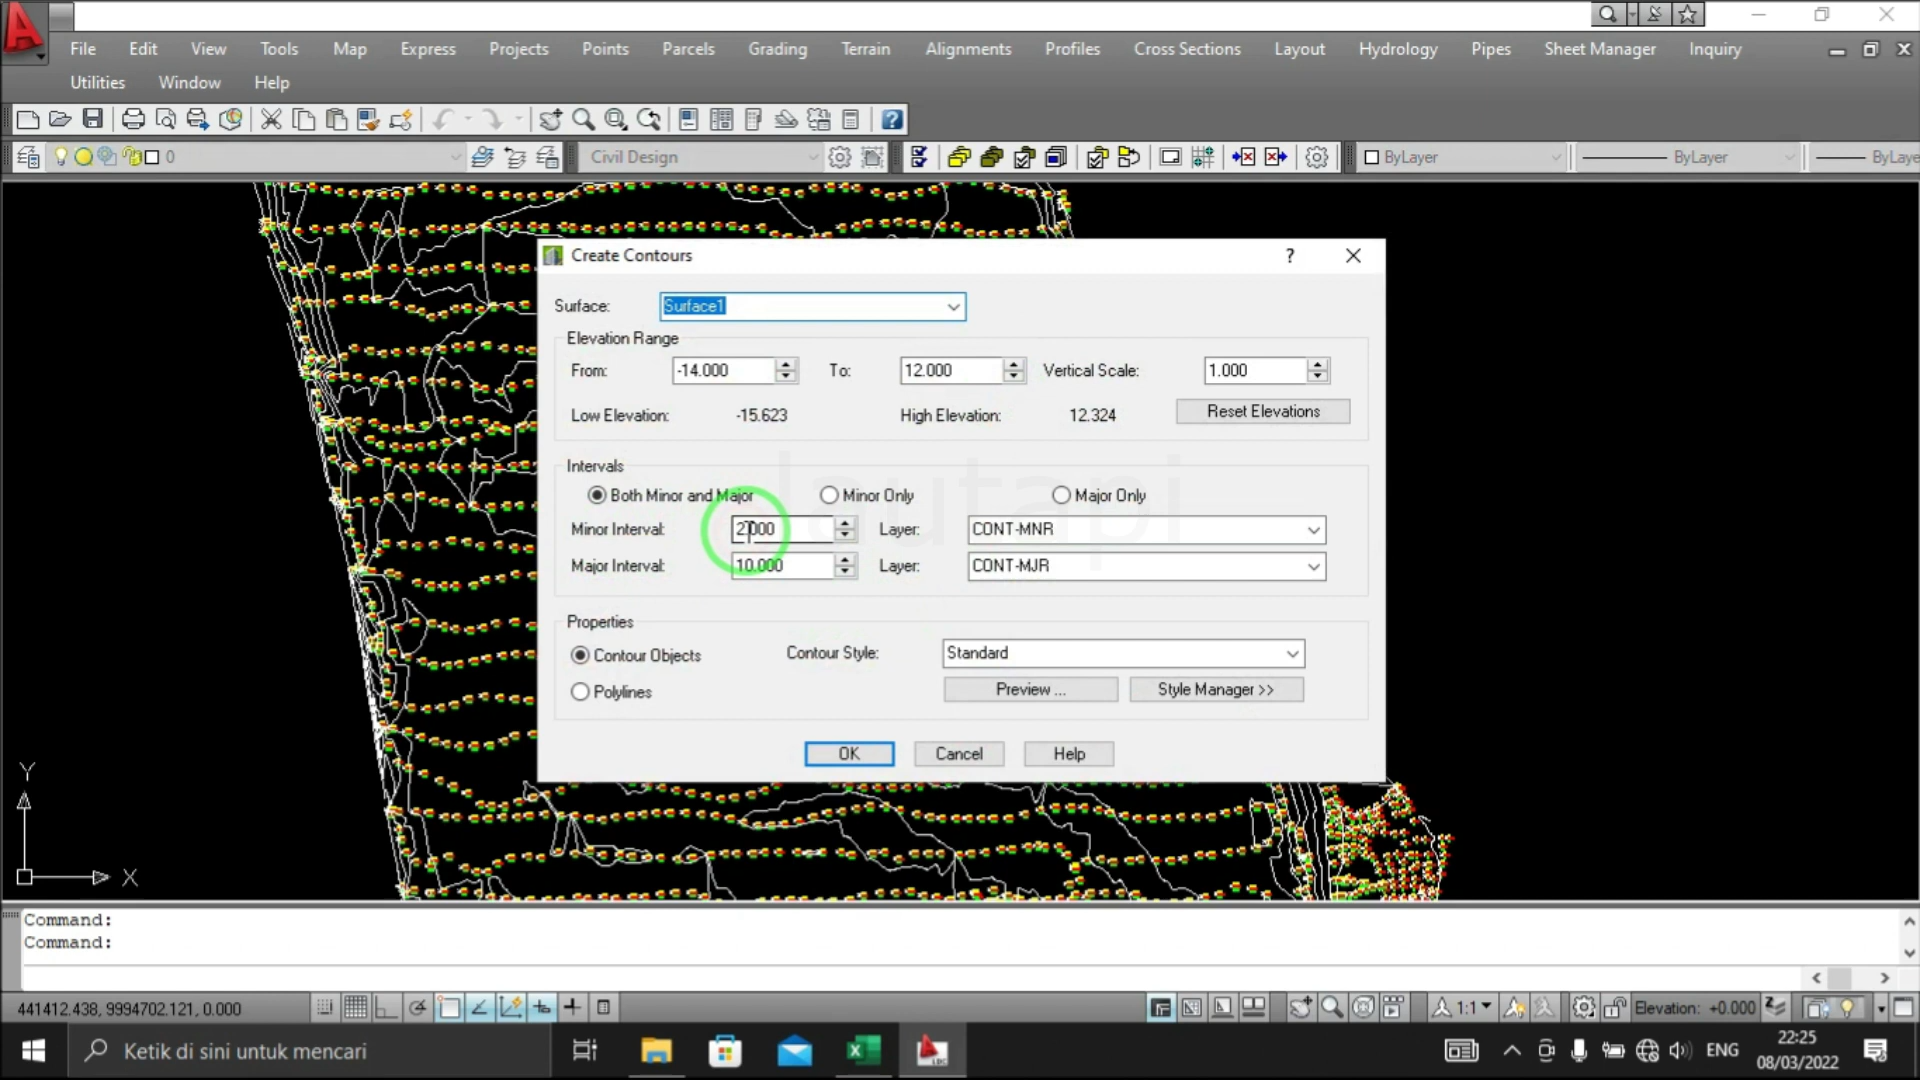 File Edit View Tools Map Express Projects Points Parcels Grading Terrain Alignments Profiles Cross Sections Layout Hydrology Pipes Sheet Manager Inquiry
Utilities Window Help
0 Civil Design ByLayer ByLayer ByLaye
Create Contours ?
Surface: Surface1
Elevation Range
From: -14.000 To: 12.000 Vertical Scale: 1.000
Low Elevation: -15.623 High Elevation: 12.324 Reset Elevations
Intervals
Both Minor and Major Minor Only Major Only
Minor Interval: 2.000 Layer: CONT-MNR
Major Interval: 10.000 Layer: CONT-MJR
lautapi
Properties
Contour Objects Contour Style: Standard
Polylines Preview ... Style Manager >>
OK Cancel Help
Y
X
Command:
Command:
441412.438, 9994702.121, 0.000 1:1 Elevation: +0.000
Ketik di sini untuk mencari ENG 22:25
08/03/2022